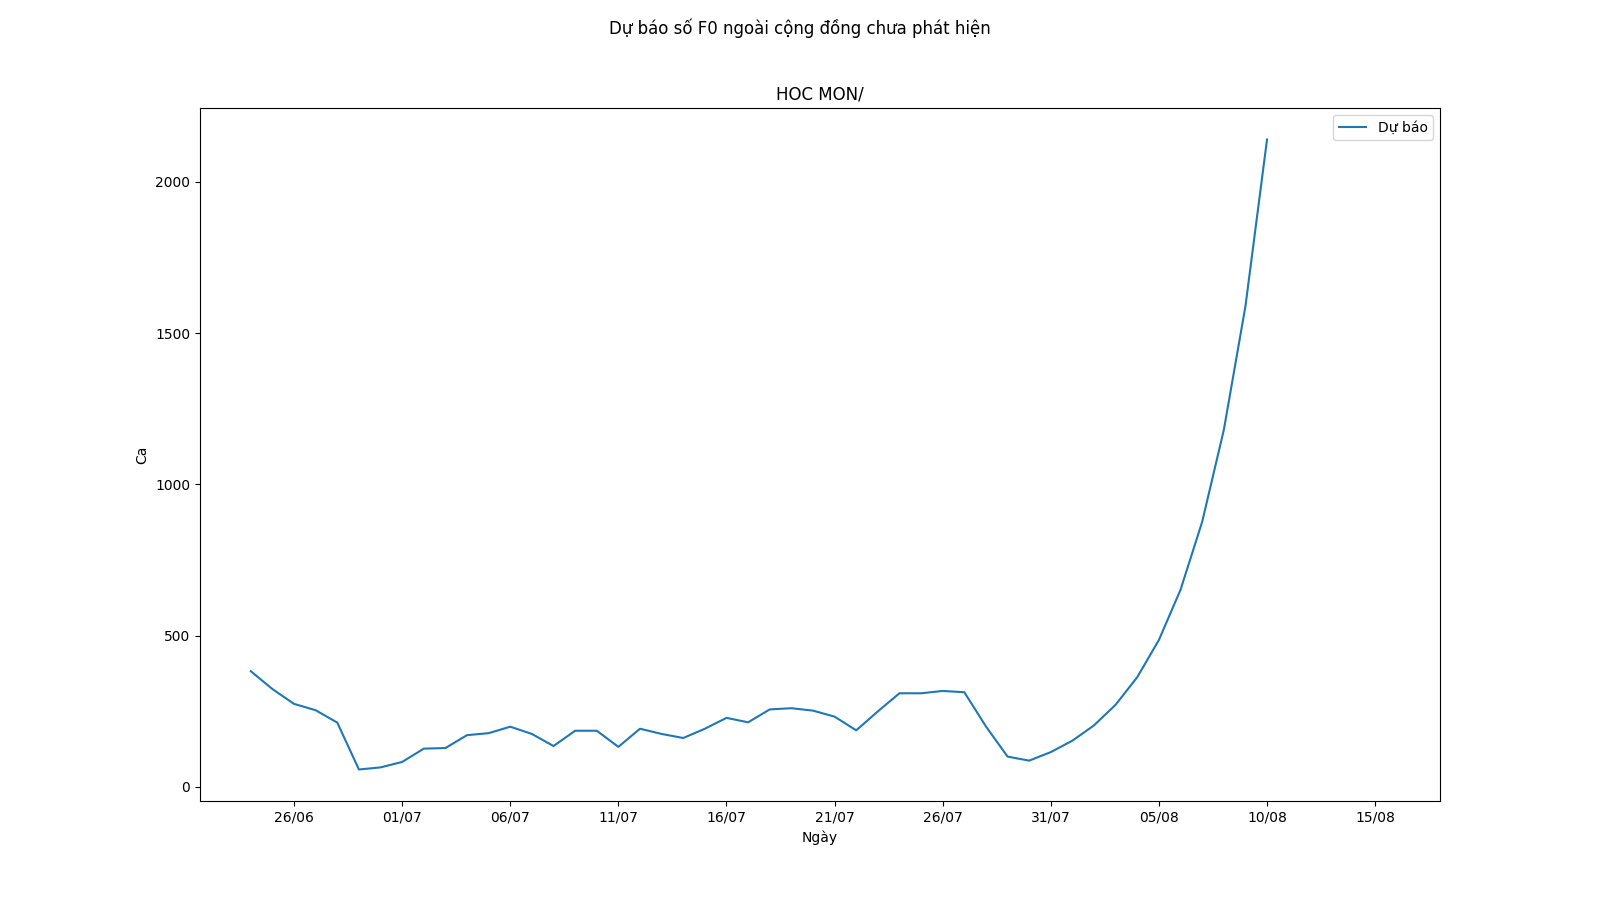 Dự báo số F0 ngoài cộng đồng chưa phát hiện
HOC MON/
Dự báo
2000
1500
Ca
1000
500
0
26/06 01/07 06/07 11/07 16/07 21/07 26/07 31/07 05/08 10/08 15/08
Ngày